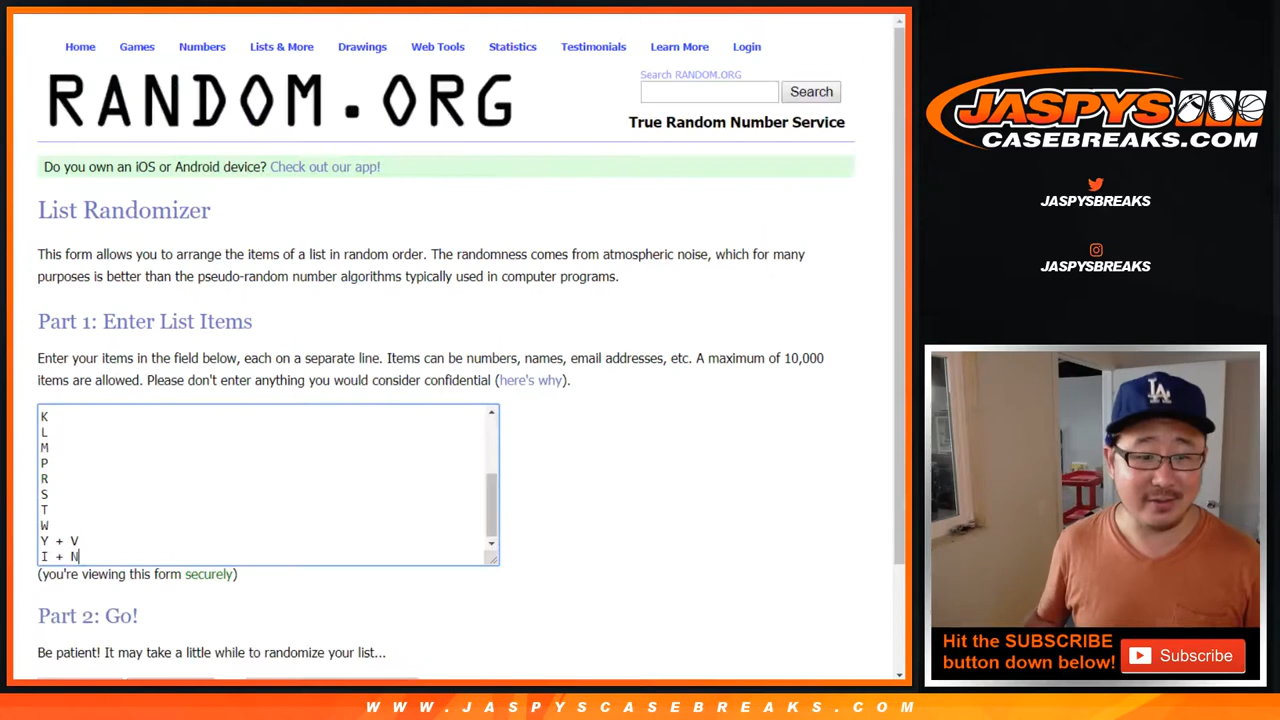 Home Games Numbers Lists & More Drawings Web Tools Statistics Testimonials Learn More Login
RANDOM.ORG
Search RANDOM.ORG
Search
True Random Number Service
Do you own an iOS or Android device? Check out our app!
List Randomizer
This form allows you to arrange the items of a list in random order. The randomness comes from atmospheric noise, which for many
purposes is better than the pseudo-random number algorithms typically used in computer programs.
Part 1: Enter List Items
Enter your items in the field below, each on a separate line. Items can be numbers, names, email addresses, etc. A maximum of 10,000
items are allowed. Please don't enter anything you would consider confidential (here's why).
K
L
M
P
R
S
T
W
Y + V
I + N
(you're viewing this form securely)
Part 2: Go!
Be patient! It may take a little while to randomize your list...
JASPYS
CASEBREAKS.COM
JASPYSBREAKS
JASPYSBREAKS
LA
Hit the SUBSCRIBE
button down below!
Subscribe
WWW.JASPYSCASEBREAKS.COM